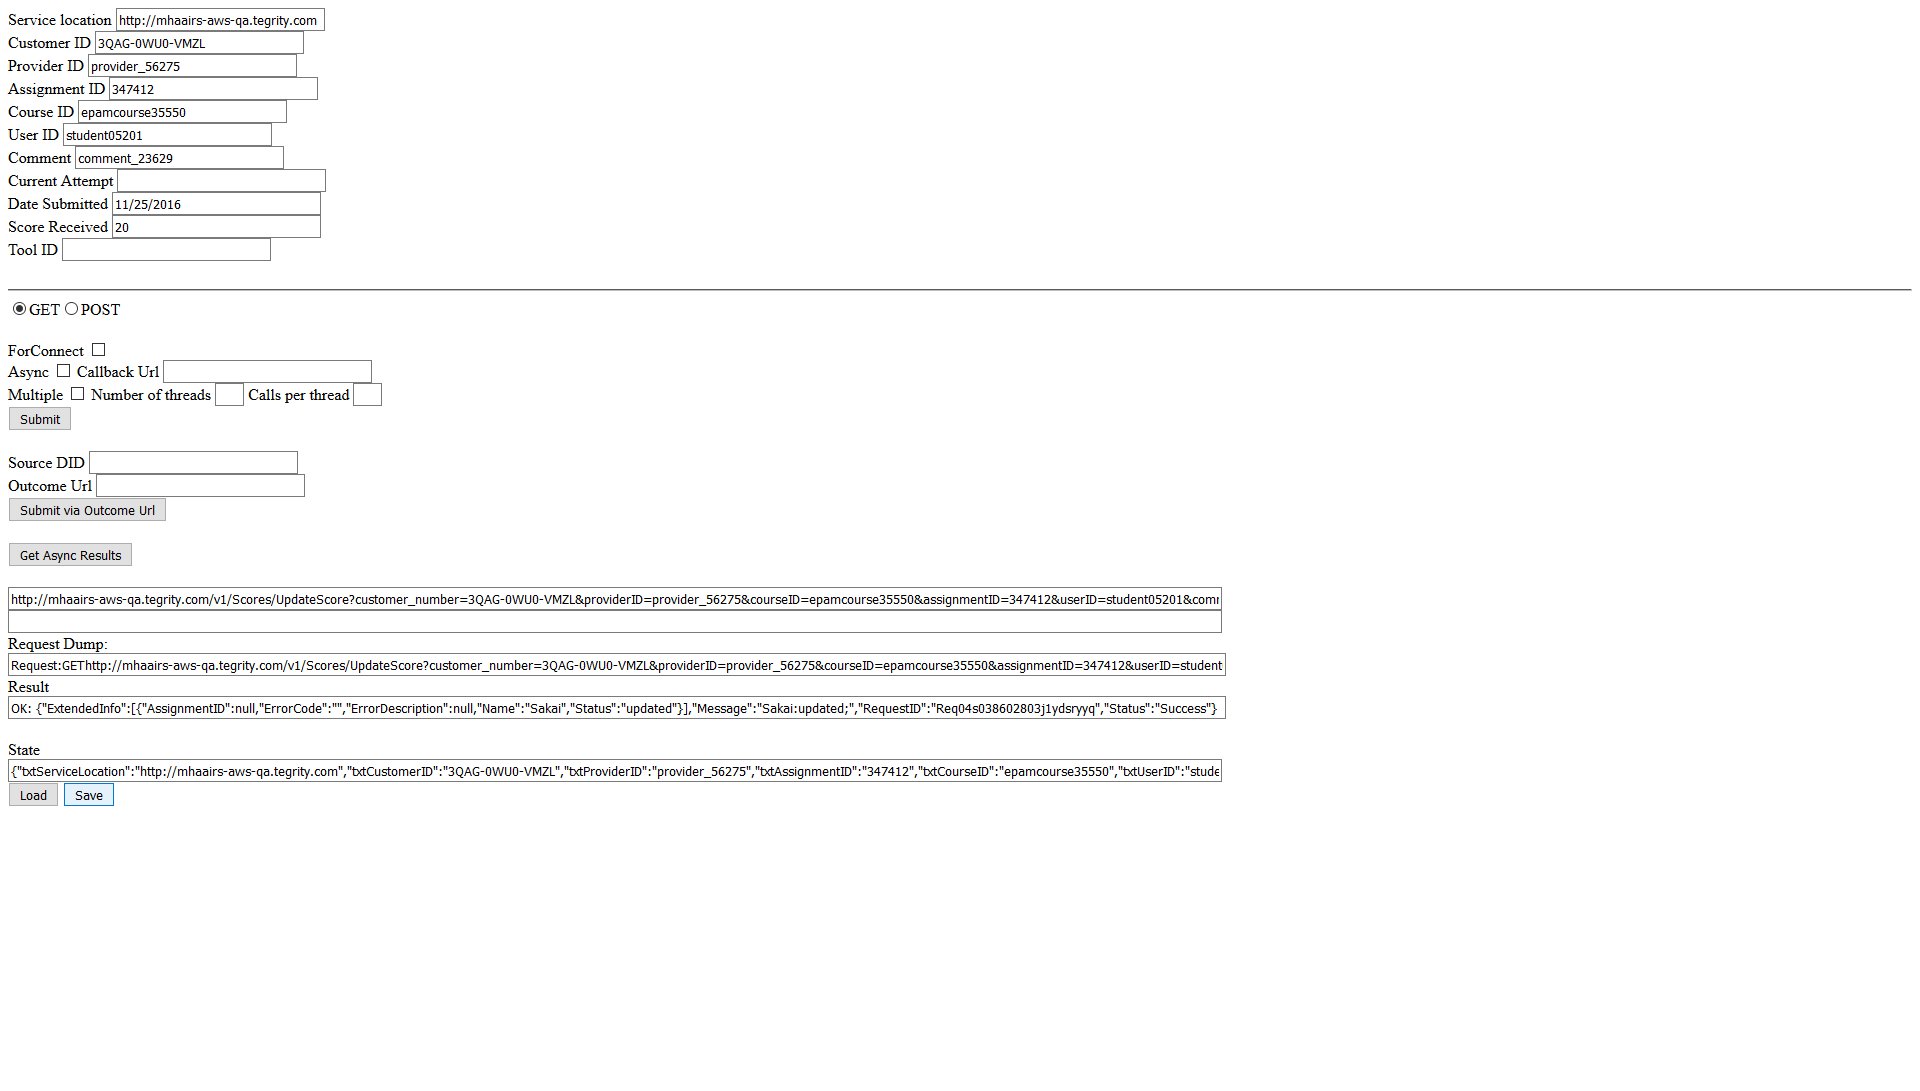 Service location http://mhaairs-aws-qa.tegrity.com
Customer ID 3QAG-0WU0-VMZL
Provider ID provider_56275
Assignment ID 347412
Course ID epamcourse35550
User ID student05201
Comment comment_23629
Current Attempt
Date Submitted 11/25/2016
Score Received 20
Tool ID
GET POST
ForConnect
Async Callback Url
Multiple Number of threads Calls per thread
Submit
Source DID
Outcome Url
Submit via Outcome Url
Get Async Results
http://mhaairs-aws-qa.tegrity.com/v1/Scores/UpdateScore?customer_number=3QAG-0WU0-VMZL&providerID=provider_56275&courseID=epamcourse35550&assignmentID=347412&userID=student05201&comm
Request Dump:
Request:GEThttp://mhaairs-aws-qa.tegrity.com/v1/Scores/UpdateScore?customer_number=3QAG-0WU0-VMZL&providerID=provider_56275&courseID=epamcourse35550&assignmentID=347412&userID=student
Result
OK: {"ExtendedInfo":[{"AssignmentID":null,"ErrorCode":"","ErrorDescription":null,"Name":"Sakai","Status":"updated"}],"Message":"Sakai:updated;","RequestID":"Req04s038602803j1ydsryyq","Status":"Success"}
State
{"txtServiceLocation":"http://mhaairs-aws-qa.tegrity.com","txtCustomerID":"3QAG-0WU0-VMZL","txtProviderID":"provider_56275","txtAssignmentID":"347412","txtCourseID":"epamcourse35550","txtUserID":"stude
Load Save